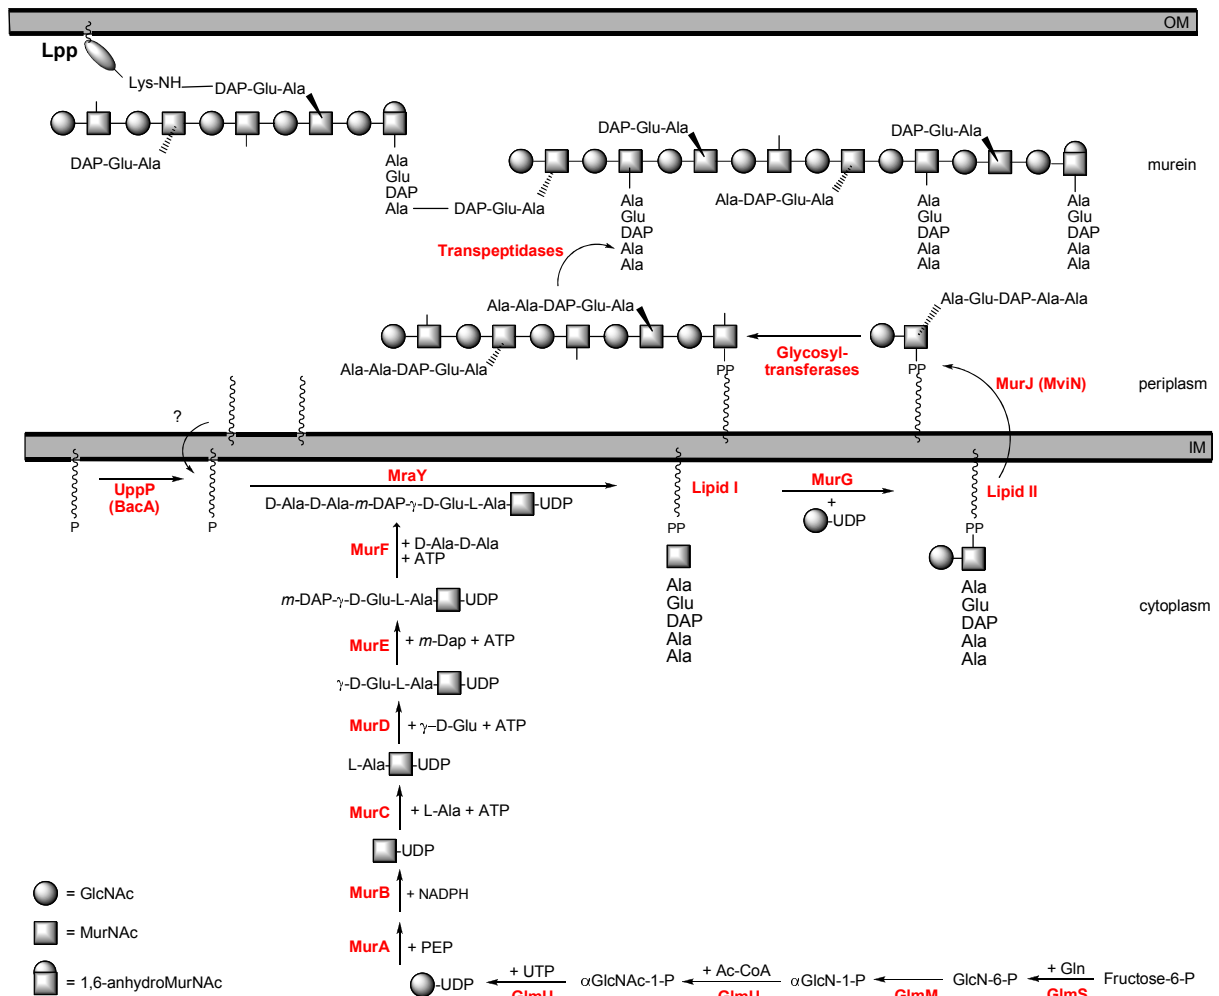 OM
Lpp
Lys-NH
DAP-Glu-Ala
DAP-Glu-Ala
Ala
Glu
DAP
Ala
DAP-Glu-Ala
DAP-Glu-Ala
DAP-Glu-Ala
murein
Ala-DAP-Glu-Ala
Ala
Glu
DAP
Ala
Ala
Ala
Glu
DAP
Ala
Ala
Ala
Glu
DAP
Ala
Ala
Transpeptidases
Ala-Ala-DAP-Glu-Ala
Ala-Glu-DAP-Ala-Ala
Ala-Ala-DAP-Glu-Ala
PP
Glycosyl-
transferases
PP
MurJ (MviN)
periplasm
?
IM
UppP
(BacA)
P
P
MraY
D-Ala-D-Ala-m-DAP-γ-D-Glu-L-Ala -UDP
Lipid I
MurG
+
-UDP
Lipid II
PP
PP
MurF
+ D-Ala-D-Ala
+ ATP
Ala
Glu
DAP
Ala
Ala
Ala
Glu
DAP
Ala
Ala
cytoplasm
m-DAP-γ-D-Glu-L-Ala -UDP
MurE + m-Dap + ATP
γ-D-Glu-L-Ala -UDP
MurD + γ–D-Glu + ATP
L-Ala- -UDP
MurC + L-Ala + ATP
-UDP
= GlcNAc
MurB + NADPH
= MurNAc
MurA + PEP
= 1,6-anhydroMurNAc
-UDP
+ UTP
GlmU
αGlcNAc-1-P
+ Ac-CoA
GlmU
αGlcN-1-P
GlmM
GlcN-6-P
+ Gln
GlmS
Fructose-6-P